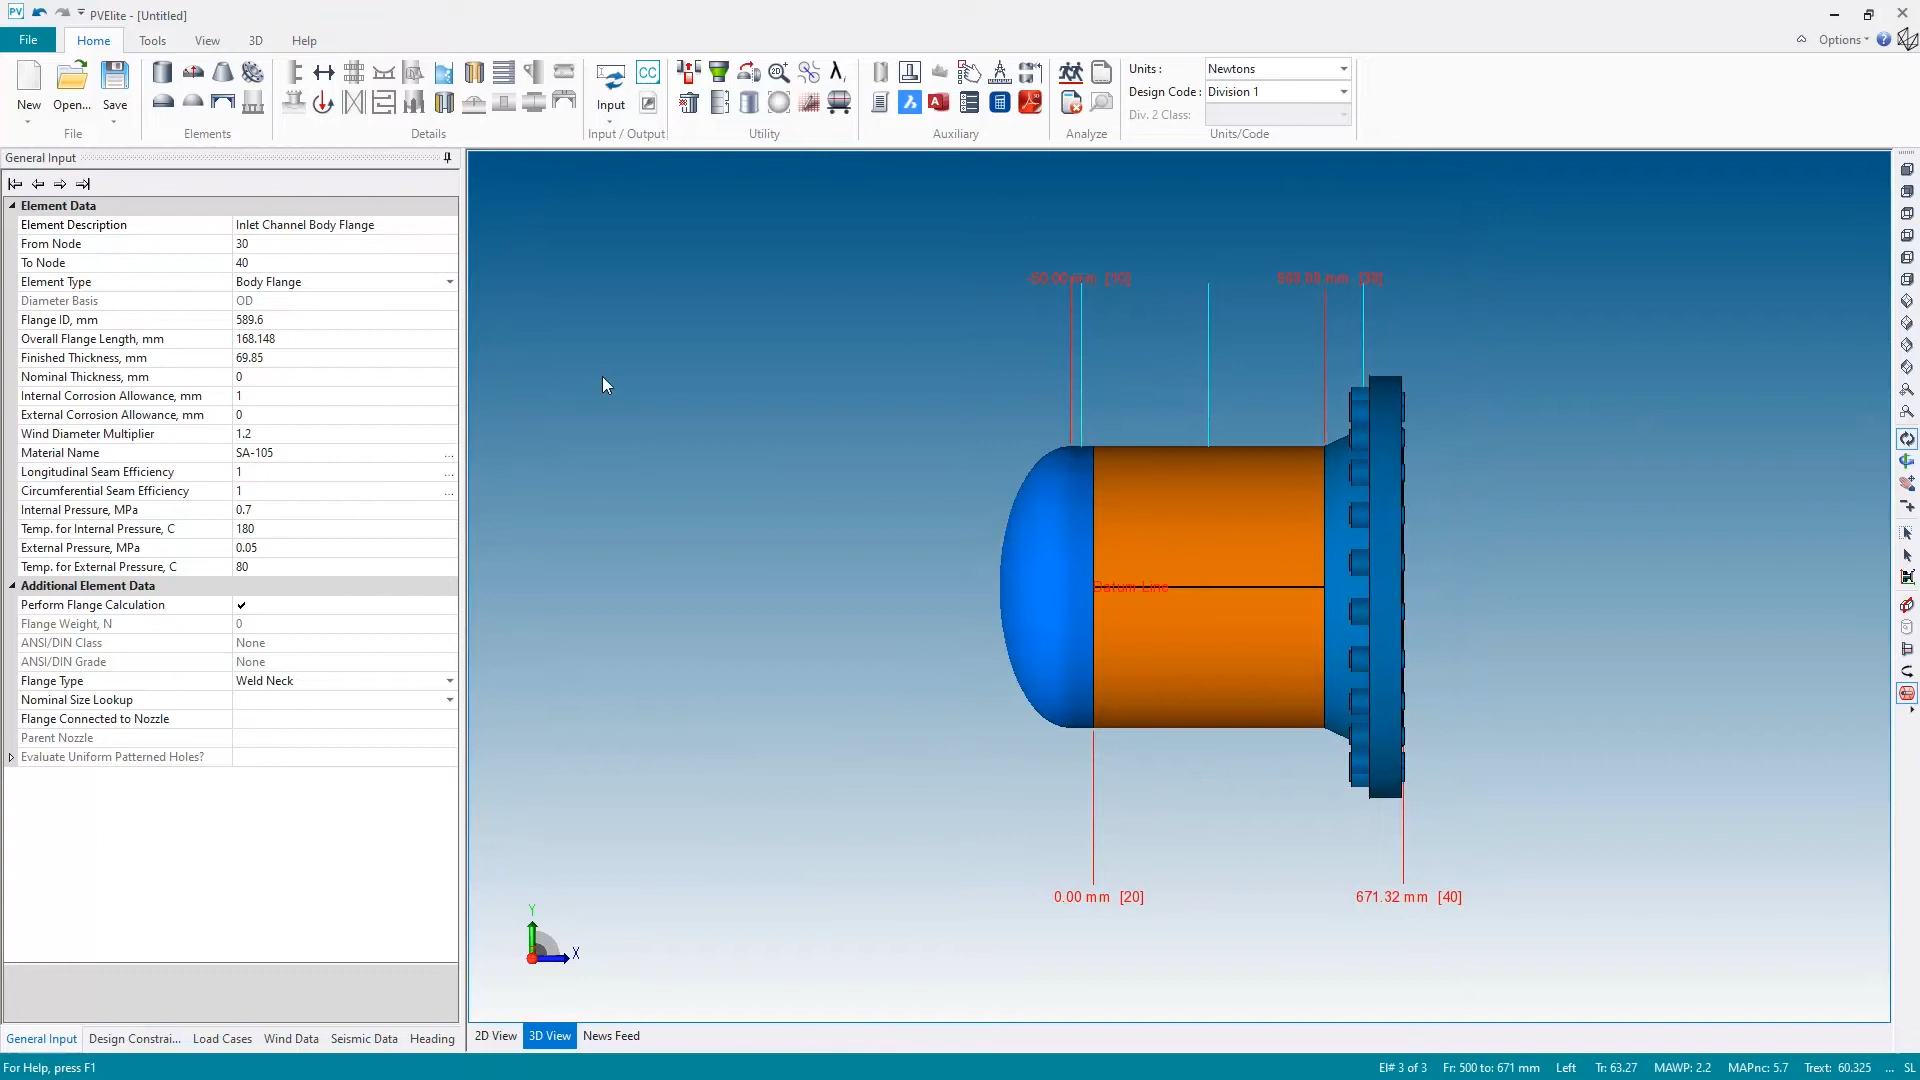 PVElite - [Untitled]
File Home Tools View 3D Help Options
New Open... Save Input CC
File Elements Details Input / Output Utility Auxiliary Analyze Units/Code
Units : Newtons
Design Code : Division 1
Div. 2 Class:
General Input
Element Data
Element Description Inlet Channel Body Flange
From Node 30
To Node 40
Element Type Body Flange
Diameter Basis OD
Flange ID, mm 589.6
Overall Flange Length, mm 168.148
Finished Thickness, mm 69.85
Nominal Thickness, mm 0
Internal Corrosion Allowance, mm 1
External Corrosion Allowance, mm 0
Wind Diameter Multiplier 1.2
Material Name SA-105 ...
Longitudinal Seam Efficiency 1 ...
Circumferential Seam Efficiency 1 ...
Internal Pressure, MPa 0.7
Temp. for Internal Pressure, C 180
External Pressure, MPa 0.05
Temp. for External Pressure, C 80
Additional Element Data
Perform Flange Calculation
Flange Weight, N 0
ANSI/DIN Class None
ANSI/DIN Grade None
Flange Type Weld Neck
Nominal Size Lookup
Flange Connected to Nozzle
Parent Nozzle
Evaluate Uniform Patterned Holes?
-50.00 mm [10]
mm [30]
Datum Line
0.00 mm [20]
671.32 mm [40]
Y
X
General Input Design Constrai... Load Cases Wind Data Seismic Data Heading
2D View 3D View News Feed
For Help, press F1
El# 3 of 3 Fr: 500 to: 671 mm Left Tr: 63.27 MAWP: 2.2 MAPnc: 5.7 Trext: 60.325 ... SL